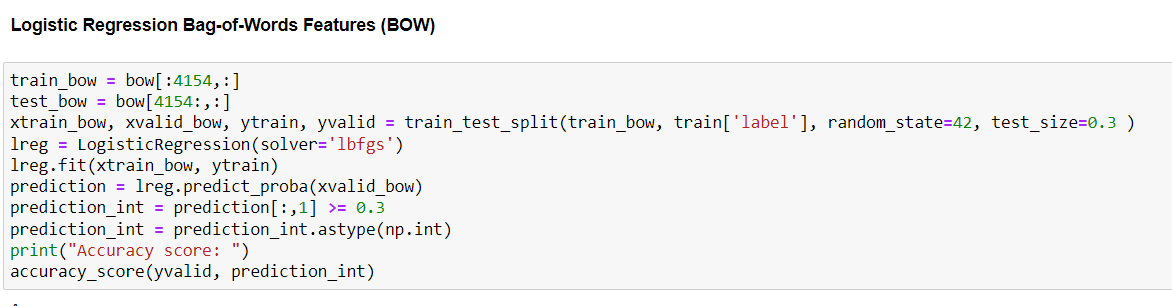 Logistic Regression Bag-of-Words Features (BOW)
train_bow = bow[:4154,:]
test_bow = bow[4154:,:]
xtrain_bow, xvalid_bow, ytrain, yvalid = train_test_split(train_bow, train['label'], random_state=42, test_size=0.3 )
lreg = LogisticRegression(solver='lbfgs')
lreg.fit(xtrain_bow, ytrain)
prediction = lreg.predict_proba(xvalid_bow)
prediction_int = prediction[:,1] >= 0.3
prediction_int = prediction_int.astype(np.int)
print("Accuracy score: ")
accuracy_score(yvalid, prediction_int)